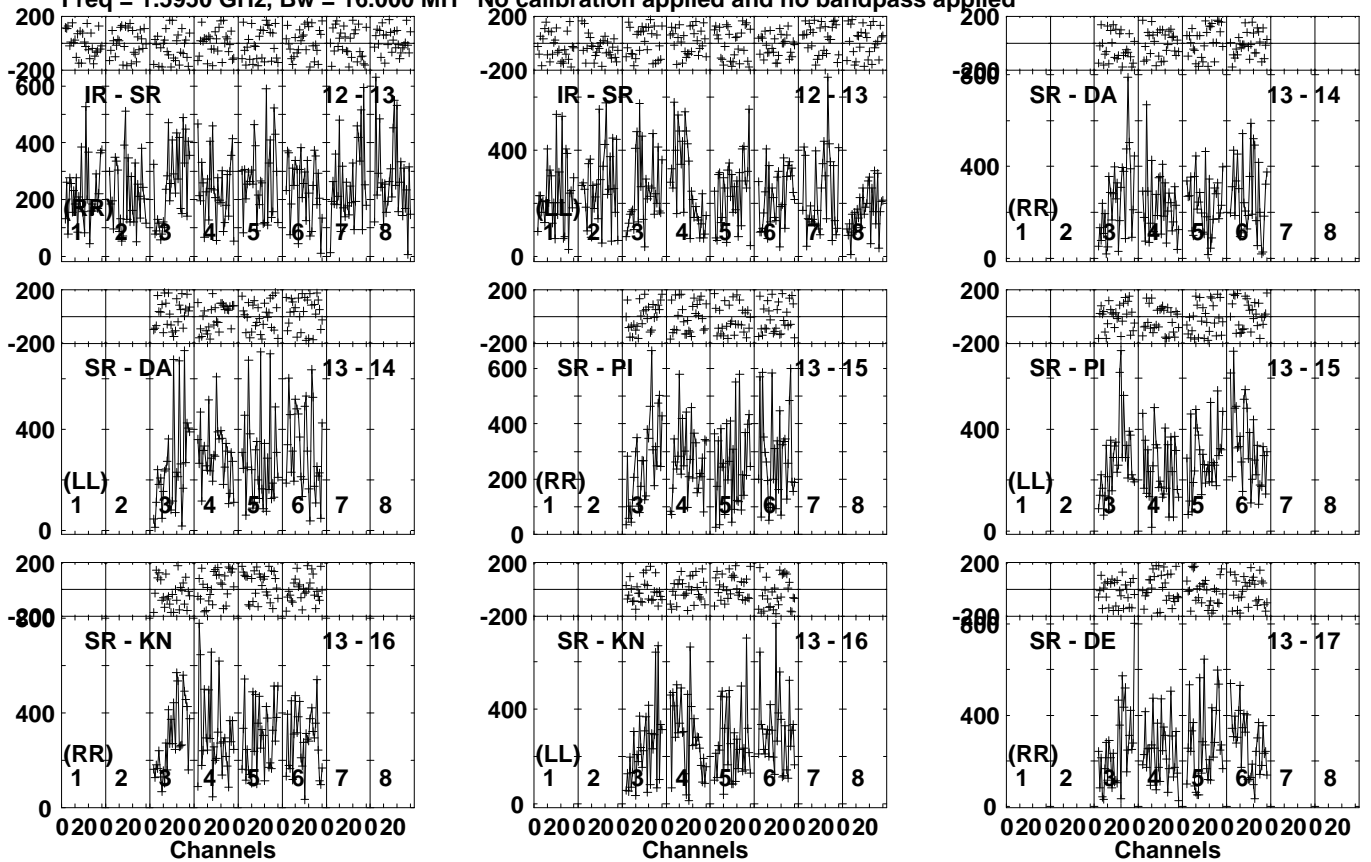 Freq = 1.5950 GHz, Bw = 16.000 MH No calibration applied and no bandpass applied
200 200 200
-200 -200 -200
600 IR - SR 12 - 13 IR - SR 12 - 13 800 SR - DA 13 - 14
400 400 400
200
(RR) (LL) (RR)
1 2 3 4 5 6 7 8 1 2 3 4 5 6 7 8 1 2 3 4 5 6 7 8
0 0 0
200 200 200
-200 -200 -200
SR - DA 13 - 14 600 SR - PI 13 - 15 SR - PI 13 - 15
400 400 400
200
(LL) (RR) (LL)
1 2 3 4 5 6 7 8 1 2 3 4 5 6 7 8 1 2 3 4 5 6 7 8
0 0 0
200 200 200
-200 -200 -200
800 SR - KN 13 - 16 SR - KN 13 - 16 800 SR - DE 13 - 17
400 400 400
(RR) (LL) (RR)
1 2 3 4 5 6 7 8 1 2 3 4 5 6 7 8 1 2 3 4 5 6 7 8
0 0 0
0 20 0 20 0 20 0 20 0 20 0 20 0 20 0 20 0 20 0 20 0 20 0 20 0 20 0 20 0 20 0 20 0 20 0 20 0 20 0 20 0 20 0 20 0 20 0 20
Channels Channels Channels